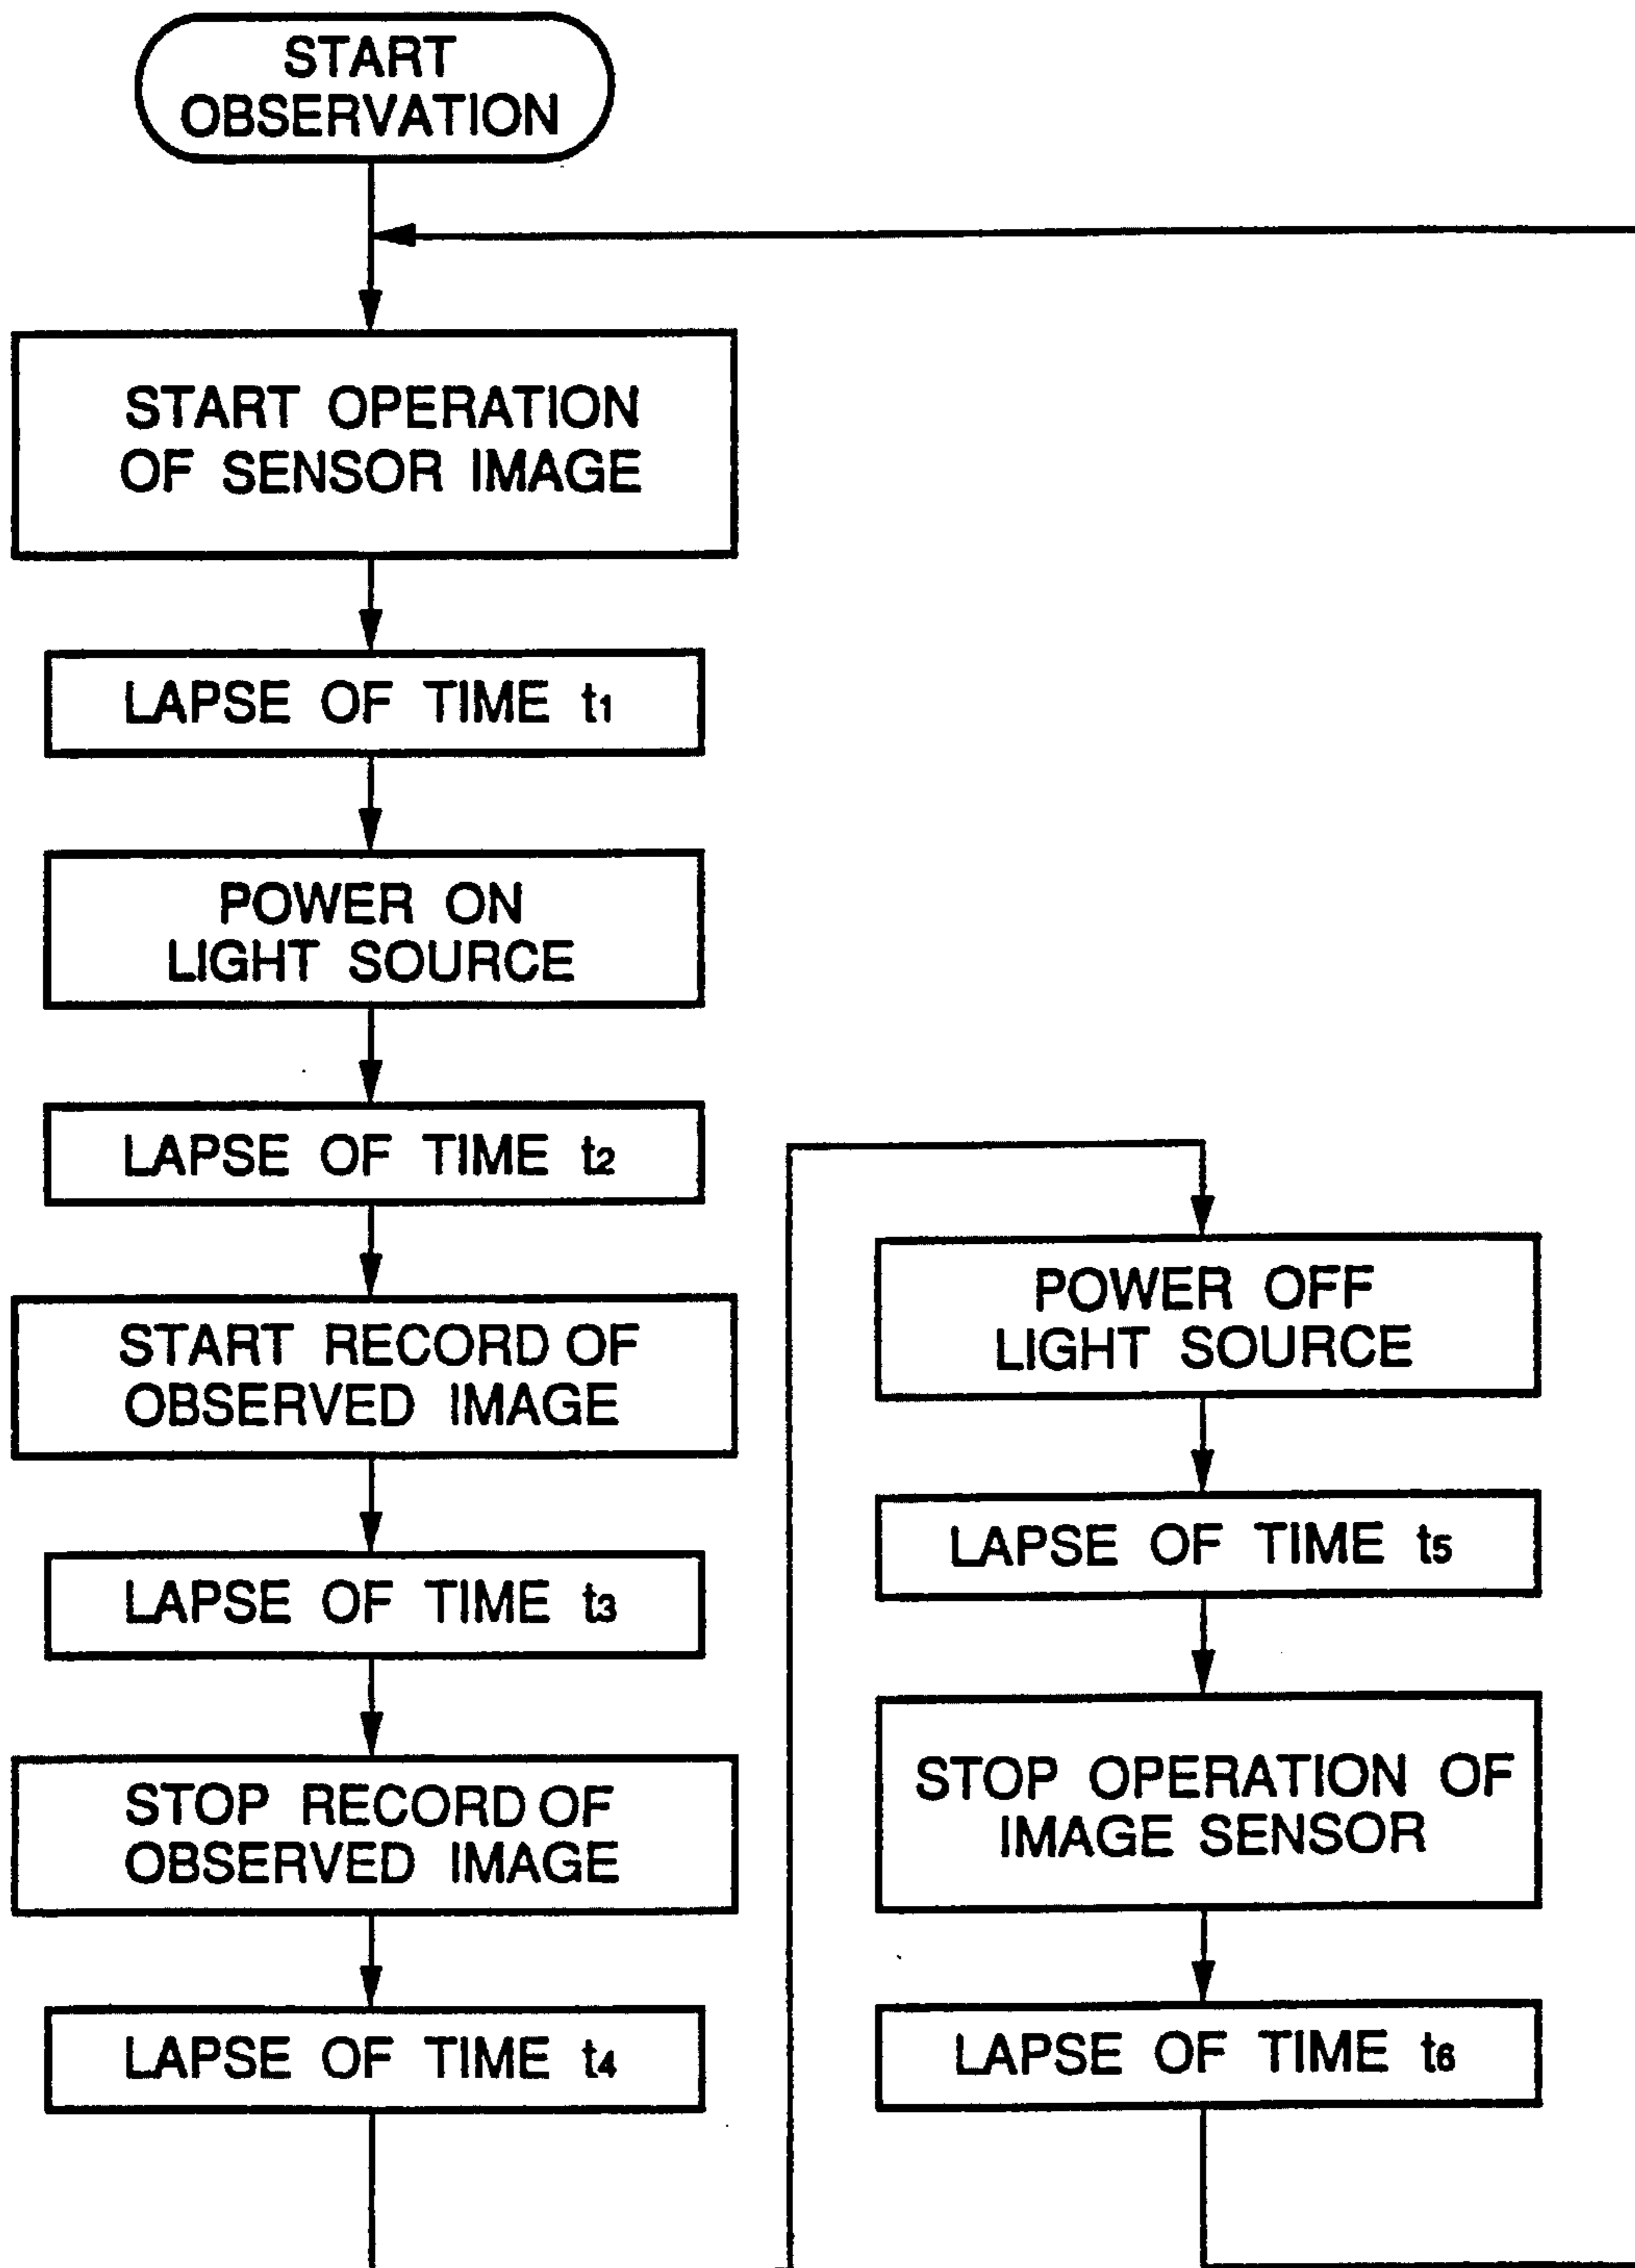 START
OBSERVATION
START OPERATION
OF SENSOR IMAGE
LAPSE OF TIME t1
POWER ON
LIGHT SOURCE
LAPSE OF TIME t2
START RECORD OF
OBSERVED IMAGE
LAPSE OF TIME t3
STOP RECORD OF
OBSERVED IMAGE
LAPSE OF TIME t4
POWER OFF
LIGHT SOURCE
LAPSE OF TIME t5
STOP OPERATION OF
IMAGE SENSOR
LAPSE OF TIME t6